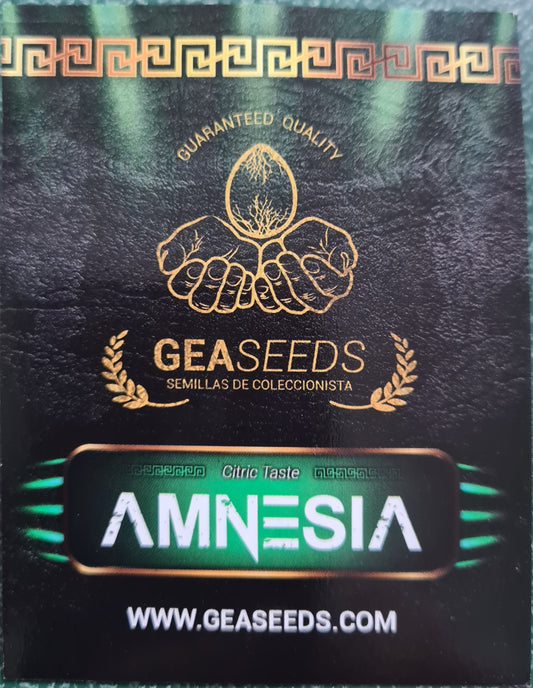 GUARANTEED QUALITY
GEASEEDS
SEMILLAS DE COLECCIONISTA
Citric Taste
AMNESIA
WWW.GEASEEDS.COM